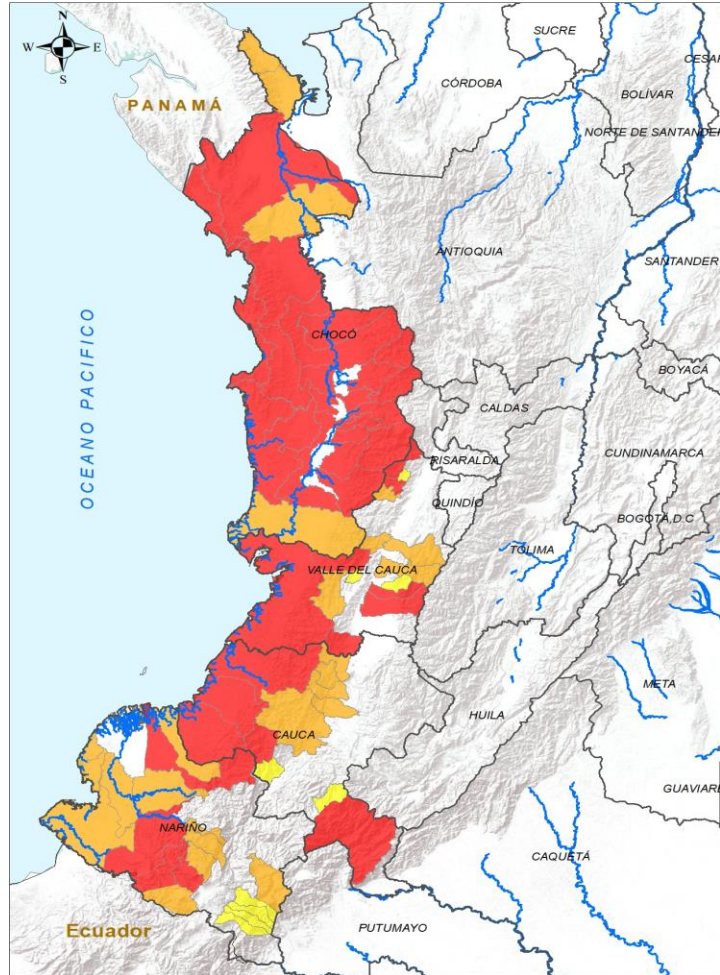 N
W E
S
SUCRE
CESAR
CÓRDOBA
BOLÍVAR
PANAMÁ
NORTE DE SANTANDER
ANTIOQUIA
SANTANDER
OCEANO PACIFICO
CHOCÓ
BOYACÁ
CALDAS
CUNDINAMARCA
RISARALDA
QUINDÍO
BOGOTÁ, D.C
TOLIMA
VALLE DEL CAUCA
META
HUILA
CAUCA
GUAVIARE
NARIÑO
CAQUETÁ
Ecuador
PUTUMAYO